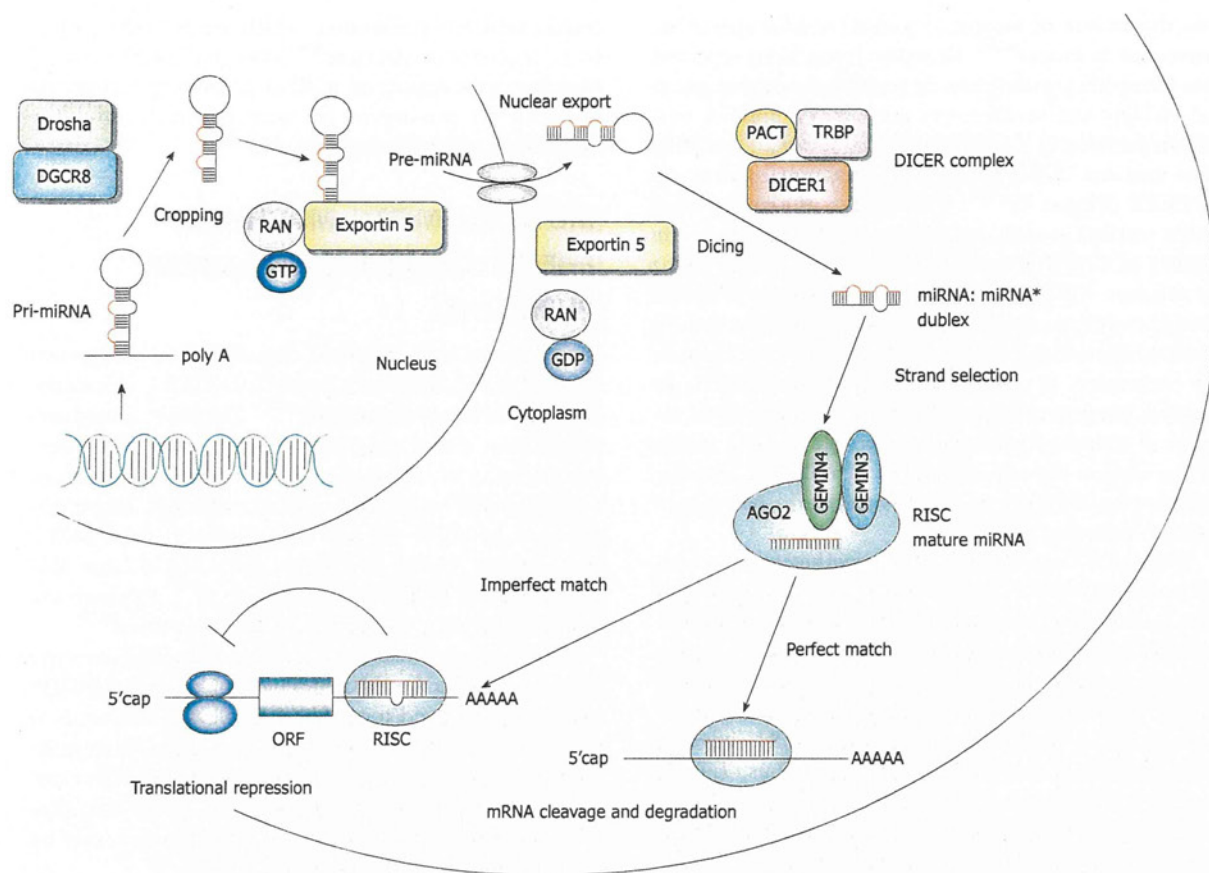 Drosha
DGCR8
Cropping
Pri-miRNA
poly A
RAN
GTP
Exportin 5
Nucleus
Pre-miRNA
Nuclear export
Exportin 5
RAN
GDP
Cytoplasm
Dicing
PACT
TRBP
DICER1
DICER complex
miRNA: miRNA*
dublex
Strand selection
GEMIN4
GEMIN3
AGO2
RISC
mature miRNA
Imperfect match
Perfect match
5'cap
ORF
RISC
AAAAA
Translational repression
5'cap
AAAAA
mRNA cleavage and degradation